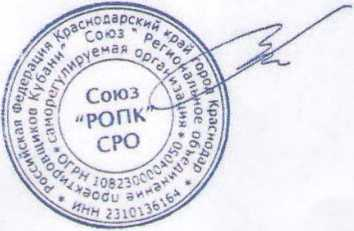 Российская Федерация Краснодарский край город Краснодар
Союз "Региональное объединение проектировщиков Кубани"
саморегулируемая организация
* ОГРН 1082300004050 *
* ИНН 2310136164 *
Союз
"РОПК"
СРО